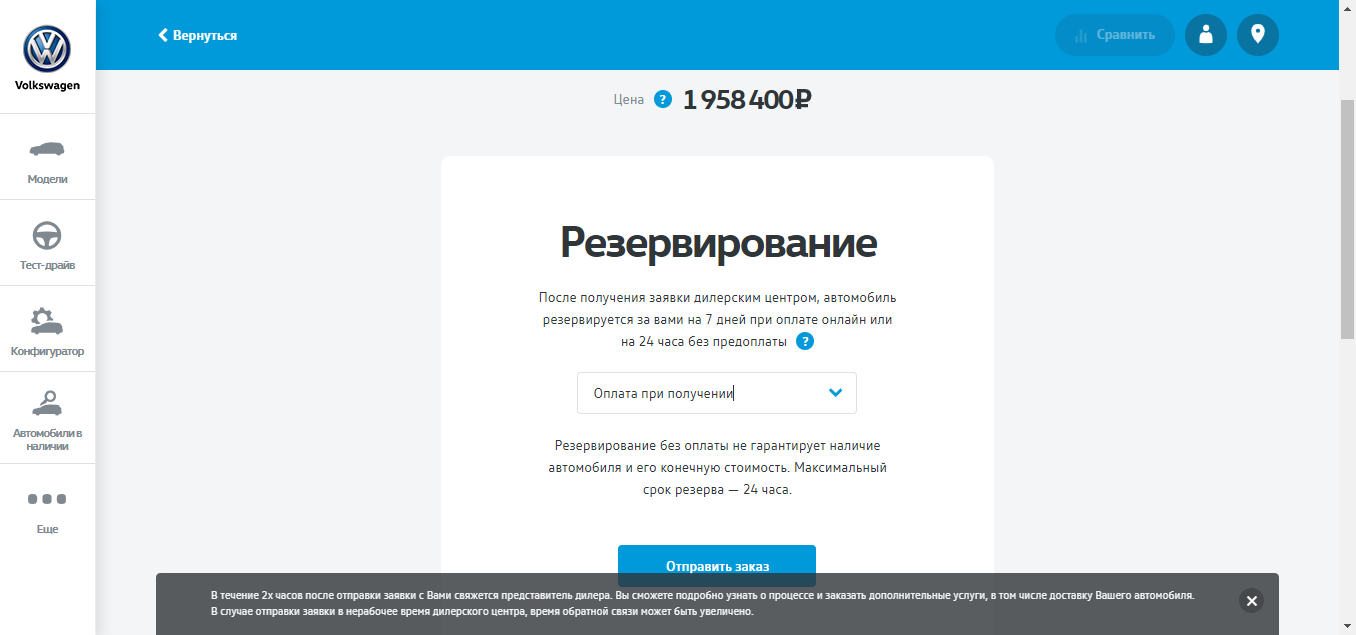 Volkswagen
Модели
Тест-драйв
Конфигуратор
Автомобили в
наличии
Еще
Вернуться
Сравнить
Цена ? 1 958 400₽
Резервирование
После получения заявки дилерским центром, автомобиль
резервируется за вами на 7 дней при оплате онлайн или
на 24 часа без предоплаты ?
Оплата при получении
Резервирование без оплаты не гарантирует наличие
автомобиля и его конечную стоимость. Максимальный
срок резерва — 24 часа.
Отправить заказ
В течение 2х часов после отправки заявки с Вами свяжется представитель дилера. Вы сможете подробно узнать о процессе и заказать дополнительные услуги, в том числе доставку Вашего автомобиля.
В случае отправки заявки в нерабочее время дилерского центра, время обратной связи может быть увеличено.